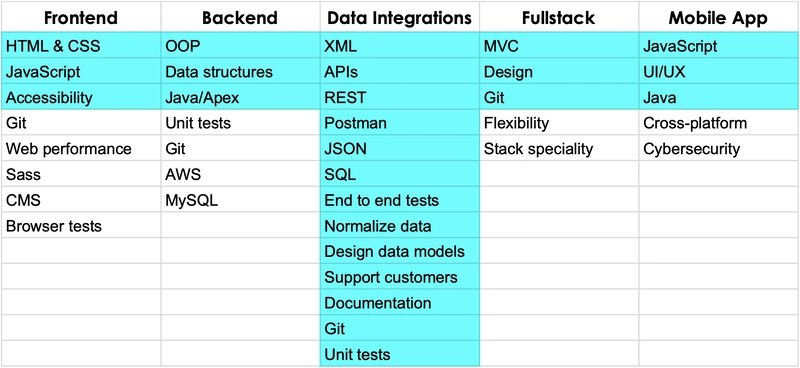 Frontend Backend Data Integrations Fullstack Mobile App
HTML & CSS OOP XML MVC JavaScript
JavaScript Data structures APIs Design UI/UX
Accessibility Java/Apex REST Git Java
Git Unit tests Postman Flexibility Cross-platform
Web performance Git JSON Stack speciality Cybersecurity
Sass AWS SQL
CMS MySQL End to end tests
Browser tests Normalize data
Design data models
Support customers
Documentation
Git
Unit tests